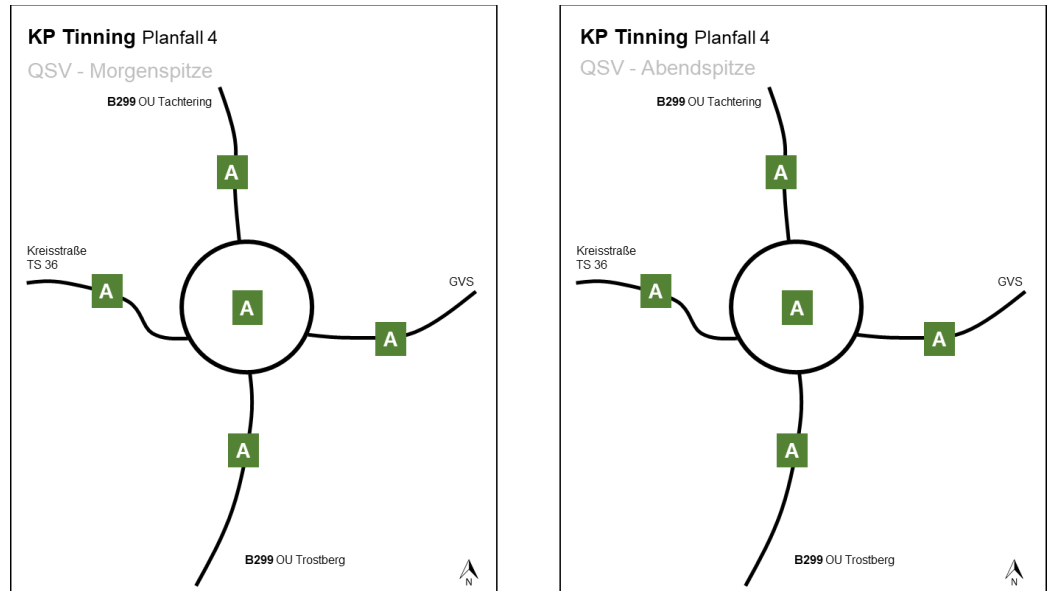 KP Tinning Planfall 4
QSV - Morgenspitze
B299 OU Tachtering
A
Kreisstraße
TS 36
A
GVS
A
A
A
B299 OU Trostberg
N
KP Tinning Planfall 4
QSV - Abendspitze
B299 OU Tachtering
A
Kreisstraße
TS 36
A
GVS
A
A
A
B299 OU Trostberg
N